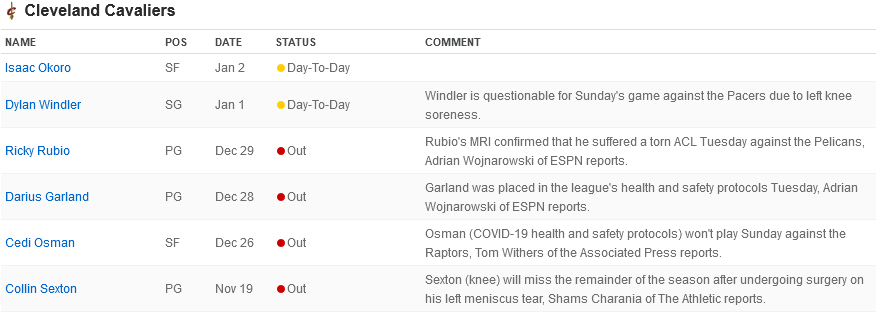 Cleveland Cavaliers
NAME POS DATE STATUS COMMENT
Isaac Okoro SF Jan 2 Day-To-Day
Dylan Windler SG Jan 1 Day-To-Day Windler is questionable for Sunday's game against the Pacers due to left knee
soreness.
Ricky Rubio PG Dec 29 Out Rubio's MRI confirmed that he suffered a torn ACL Tuesday against the Pelicans,
Adrian Wojnarowski of ESPN reports.
Darius Garland PG Dec 28 Out Garland was placed in the league's health and safety protocols Tuesday, Adrian
Wojnarowski of ESPN reports.
Cedi Osman SF Dec 26 Out Osman (COVID-19 health and safety protocols) won't play Sunday against the
Raptors, Tom Withers of the Associated Press reports.
Collin Sexton PG Nov 19 Out Sexton (knee) will miss the remainder of the season after undergoing surgery on
his left meniscus tear, Shams Charania of The Athletic reports.